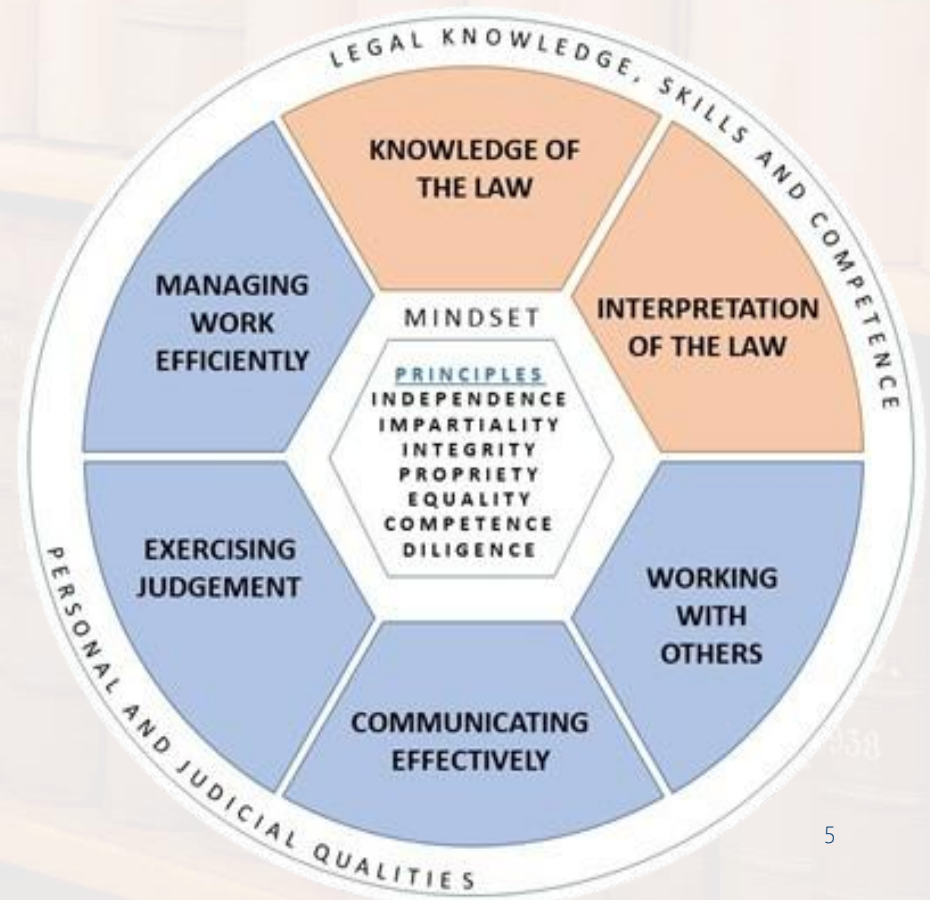 LEGAL KNOWLEDGE, SKILLS AND COMPETENCE
KNOWLEDGE OF
THE LAW
INTERPRETATION
OF THE LAW
MANAGING
WORK
EFFICIENTLY
MINDSET
PRINCIPLES
INDEPENDENCE
IMPARTIALITY
INTEGRITY
PROPRIETY
EQUALITY
COMPETENCE
DILIGENCE
EXERCISING
JUDGEMENT
WORKING
WITH
OTHERS
COMMUNICATING
EFFECTIVELY
PERSONAL AND JUDICIAL QUALITIES
5